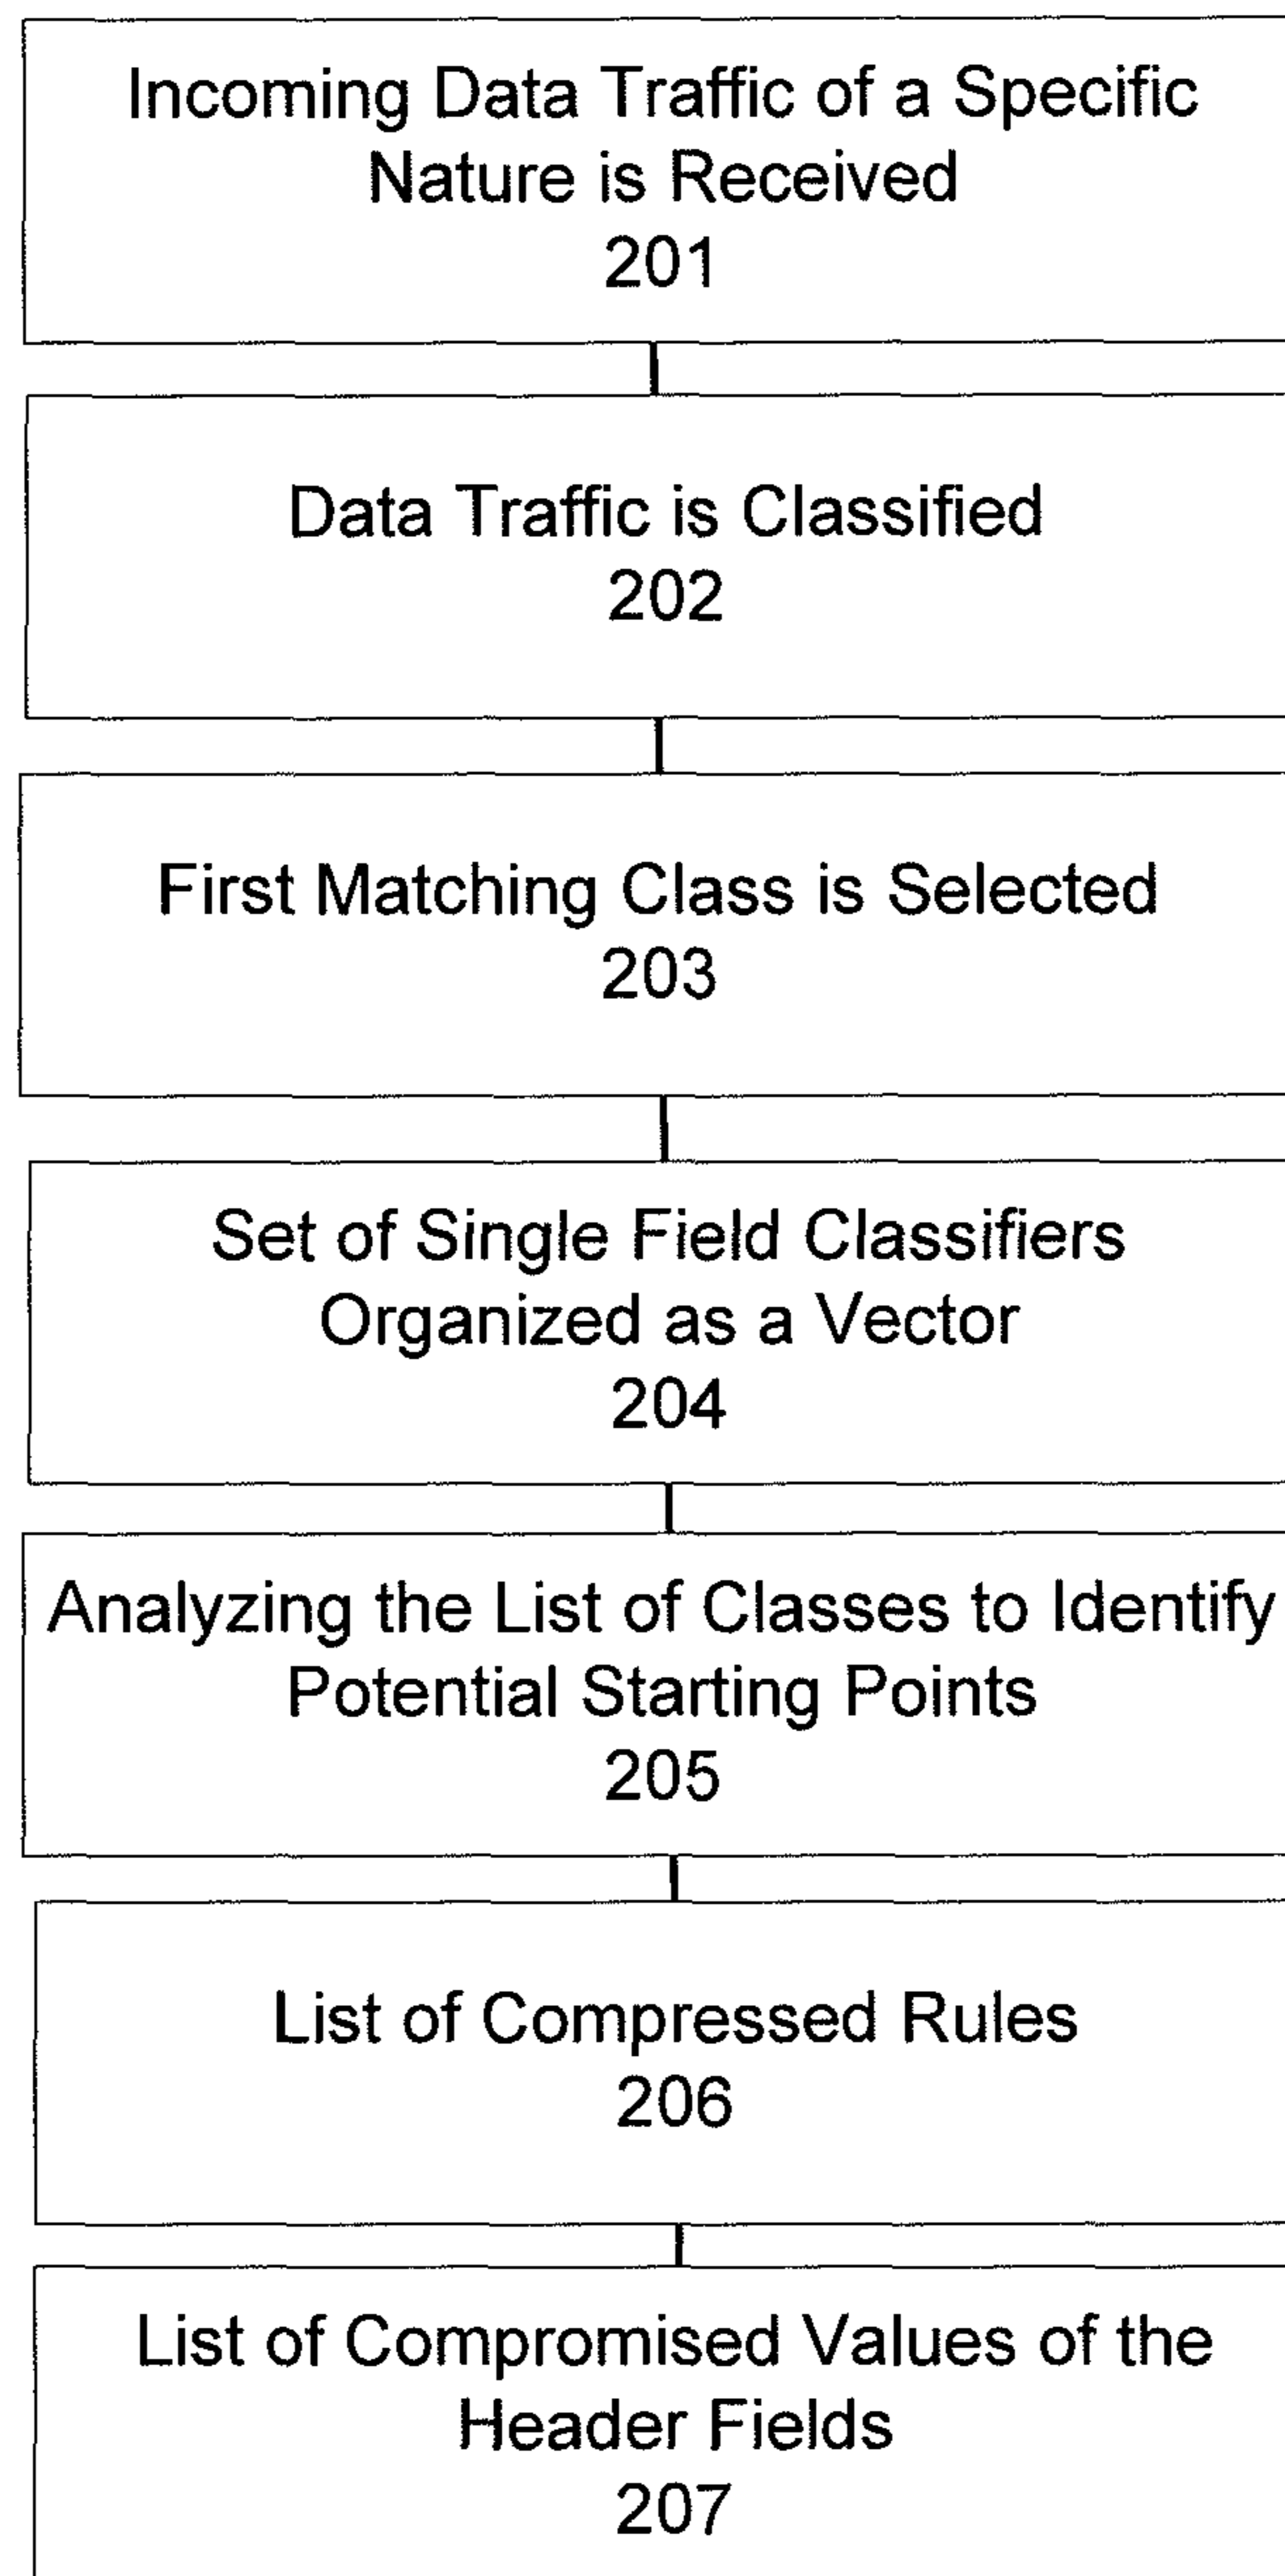 Incoming Data Traffic of a Specific
Nature is Received
201
Data Traffic is Classified
202
First Matching Class is Selected
203
Set of Single Field Classifiers
Organized as a Vector
204
Analyzing the List of Classes to Identify
Potential Starting Points
205
List of Compressed Rules
206
List of Compromised Values of the
Header Fields
207